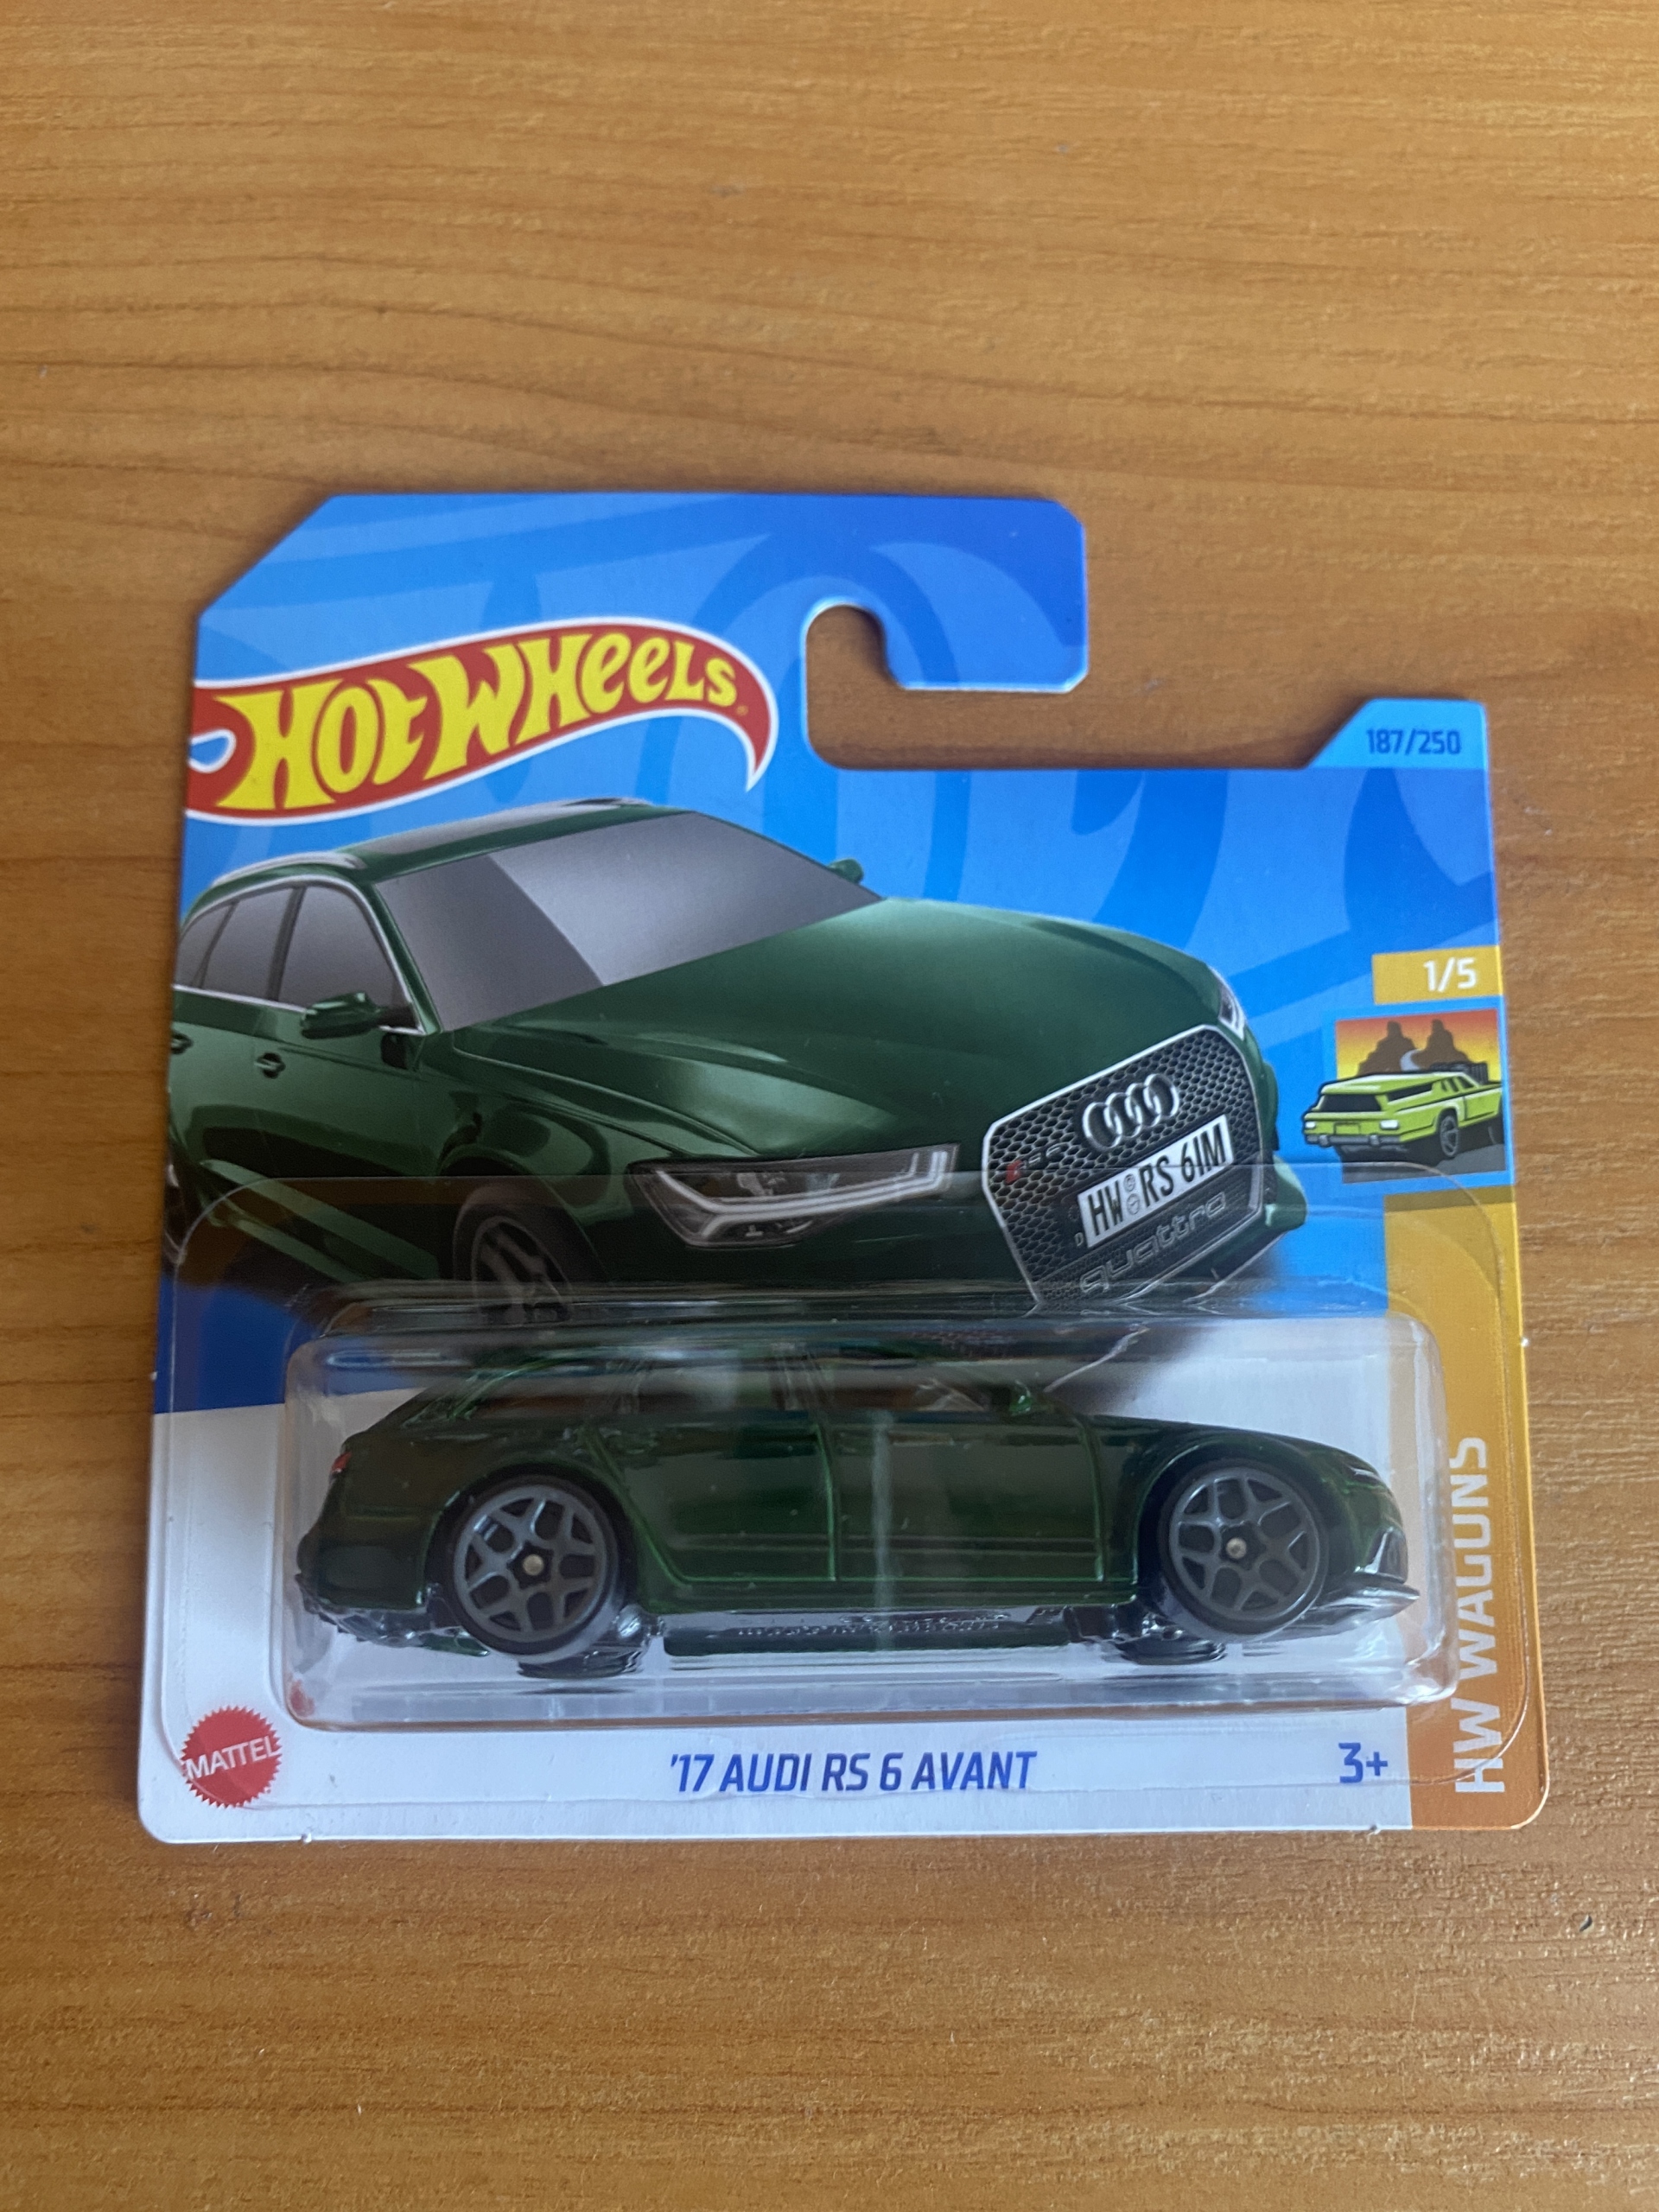 HOT WHEELS
187/250
1/5
HW RS 6IM
quattro
HW WAGONS
MATTEL
'17 AUDI RS 6 AVANT
3+